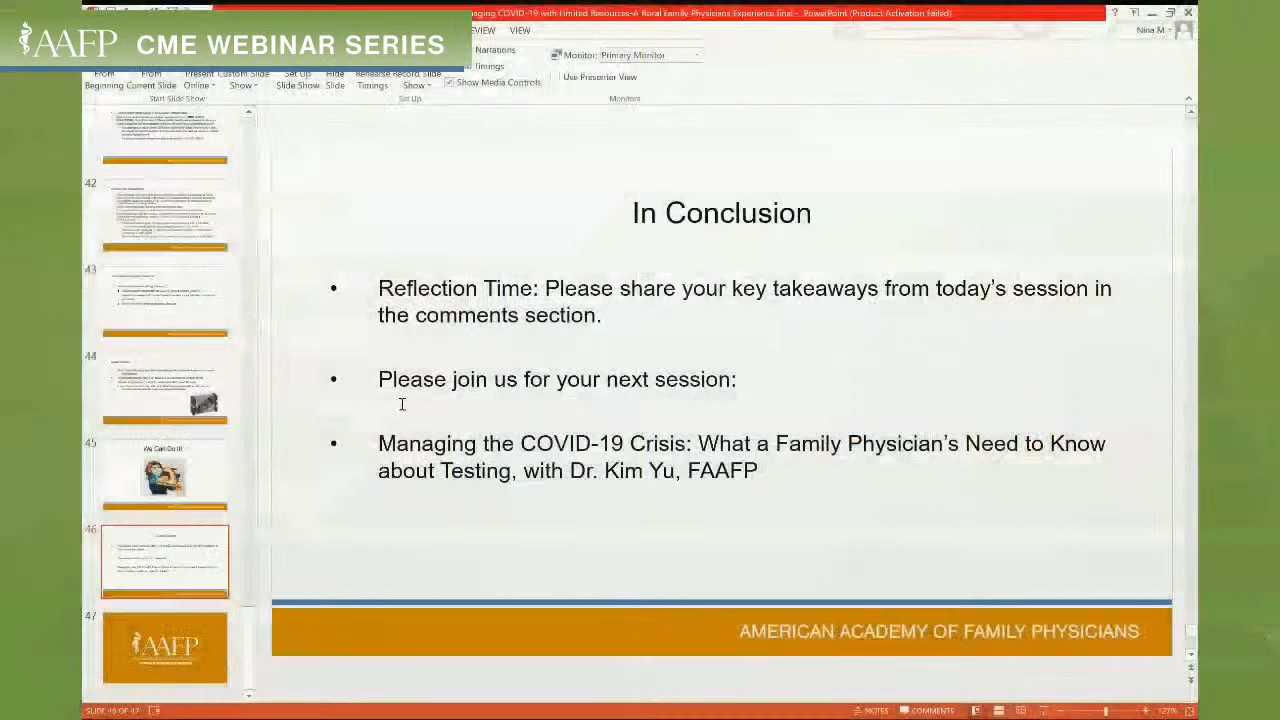 AAFP CME WEBINAR SERIES
naging COVID-19 with Limited Resources-A Rural Family Physicians Experience final - PowerPoint (Product Activation Failed)
Nina M
EVIEW VIEW
Narrations
Timings
Show Media Controls
Monitor: Primary Monitor
Use Presenter View
From Beginning
From Current Slide
Present Online
Custom Slide Show
Set Up Slide Show
Hide Slide
Rehearse Timings
Record Slide Show
Start Slide Show
Set Up
Monitors
42
43
44
45
We Can Do It!
46
47
AAFP
In Conclusion
• Reflection Time: Please share your key takeaways from today's session in
the comments section.
• Please join us for your next session:
• Managing the COVID-19 Crisis: What a Family Physician's Need to Know
about Testing, with Dr. Kim Yu, FAAFP
AMERICAN ACADEMY OF FAMILY PHYSICIANS
SLIDE 46 OF 47
NOTES
COMMENTS
127%